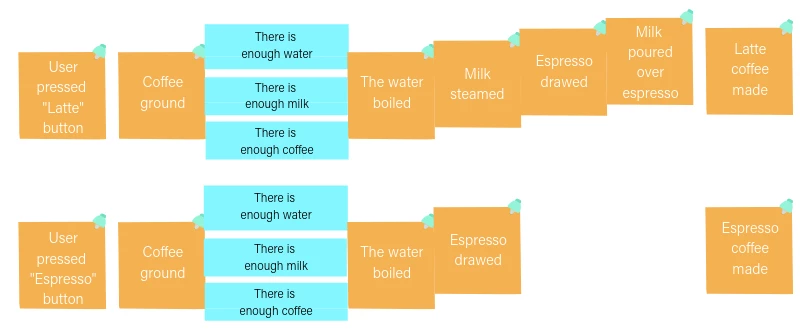 User
pressed
"Latte"
button
Coffee
ground
There is
enough water
There is
enough milk
There is
enough coffee
The water
boiled
Milk
steamed
Espresso
drawed
Milk
poured
over
espresso
Latte
coffee
made
User
pressed
"Espresso"
button
Coffee
ground
There is
enough water
There is
enough milk
There is
enough coffee
The water
boiled
Espresso
drawed
Espresso
coffee
made